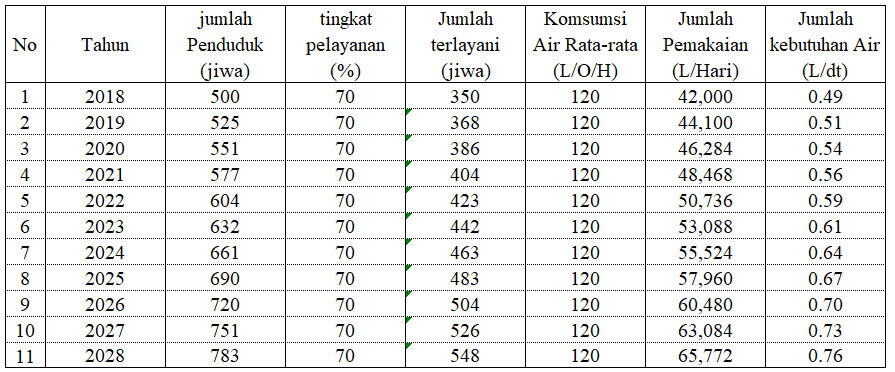 No Tahun jumlah Penduduk (jiwa) tingkat pelayanan (%) Jumlah terlayani (jiwa) Komsumsi Air Rata-rata (L/O/H) Jumlah Pemakaian (L/Hari) Jumlah kebutuhan Air (L/dt)
1 2018 500 70 350 120 42,000 0.49
2 2019 525 70 368 120 44,100 0.51
3 2020 551 70 386 120 46,284 0.54
4 2021 577 70 404 120 48,468 0.56
5 2022 604 70 423 120 50,736 0.59
6 2023 632 70 442 120 53,088 0.61
7 2024 661 70 463 120 55,524 0.64
8 2025 690 70 483 120 57,960 0.67
9 2026 720 70 504 120 60,480 0.70
10 2027 751 70 526 120 63,084 0.73
11 2028 783 70 548 120 65,772 0.76